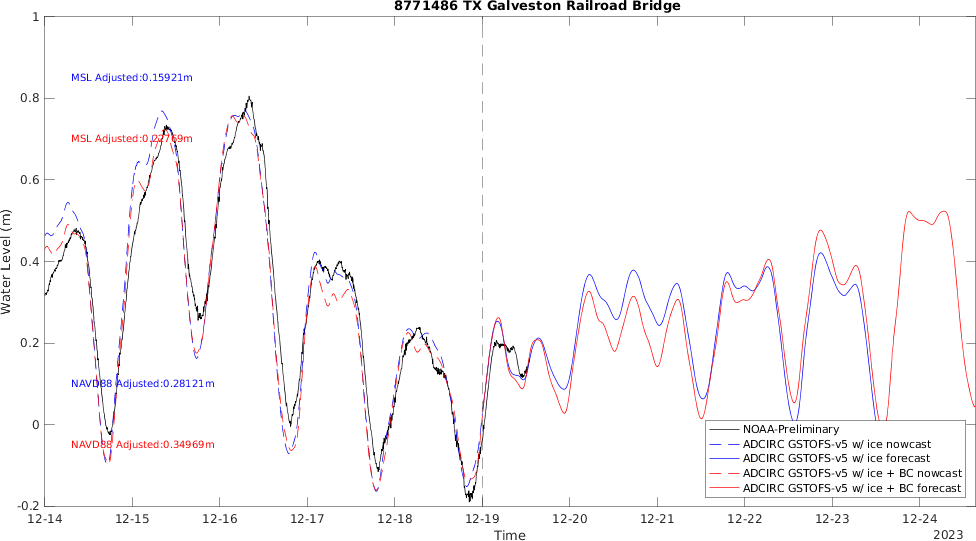 8771486 TX Galveston Railroad Bridge
1
0.8
0.6
0.4
0.2
0
-0.2
Water Level (m)
MSL Adjusted:0.15921m
MSL Adjusted:0.22769m
NAVD88 Adjusted:0.28121m
NAVD88 Adjusted:0.34969m
NOAA-Preliminary
ADCIRC GSTOFS-v5 w/ ice nowcast
ADCIRC GSTOFS-v5 w/ ice forecast
ADCIRC GSTOFS-v5 w/ ice + BC nowcast
ADCIRC GSTOFS-v5 w/ ice + BC forecast
12-14 12-15 12-16 12-17 12-18 12-19 12-20 12-21 12-22 12-23 12-24
Time
2023